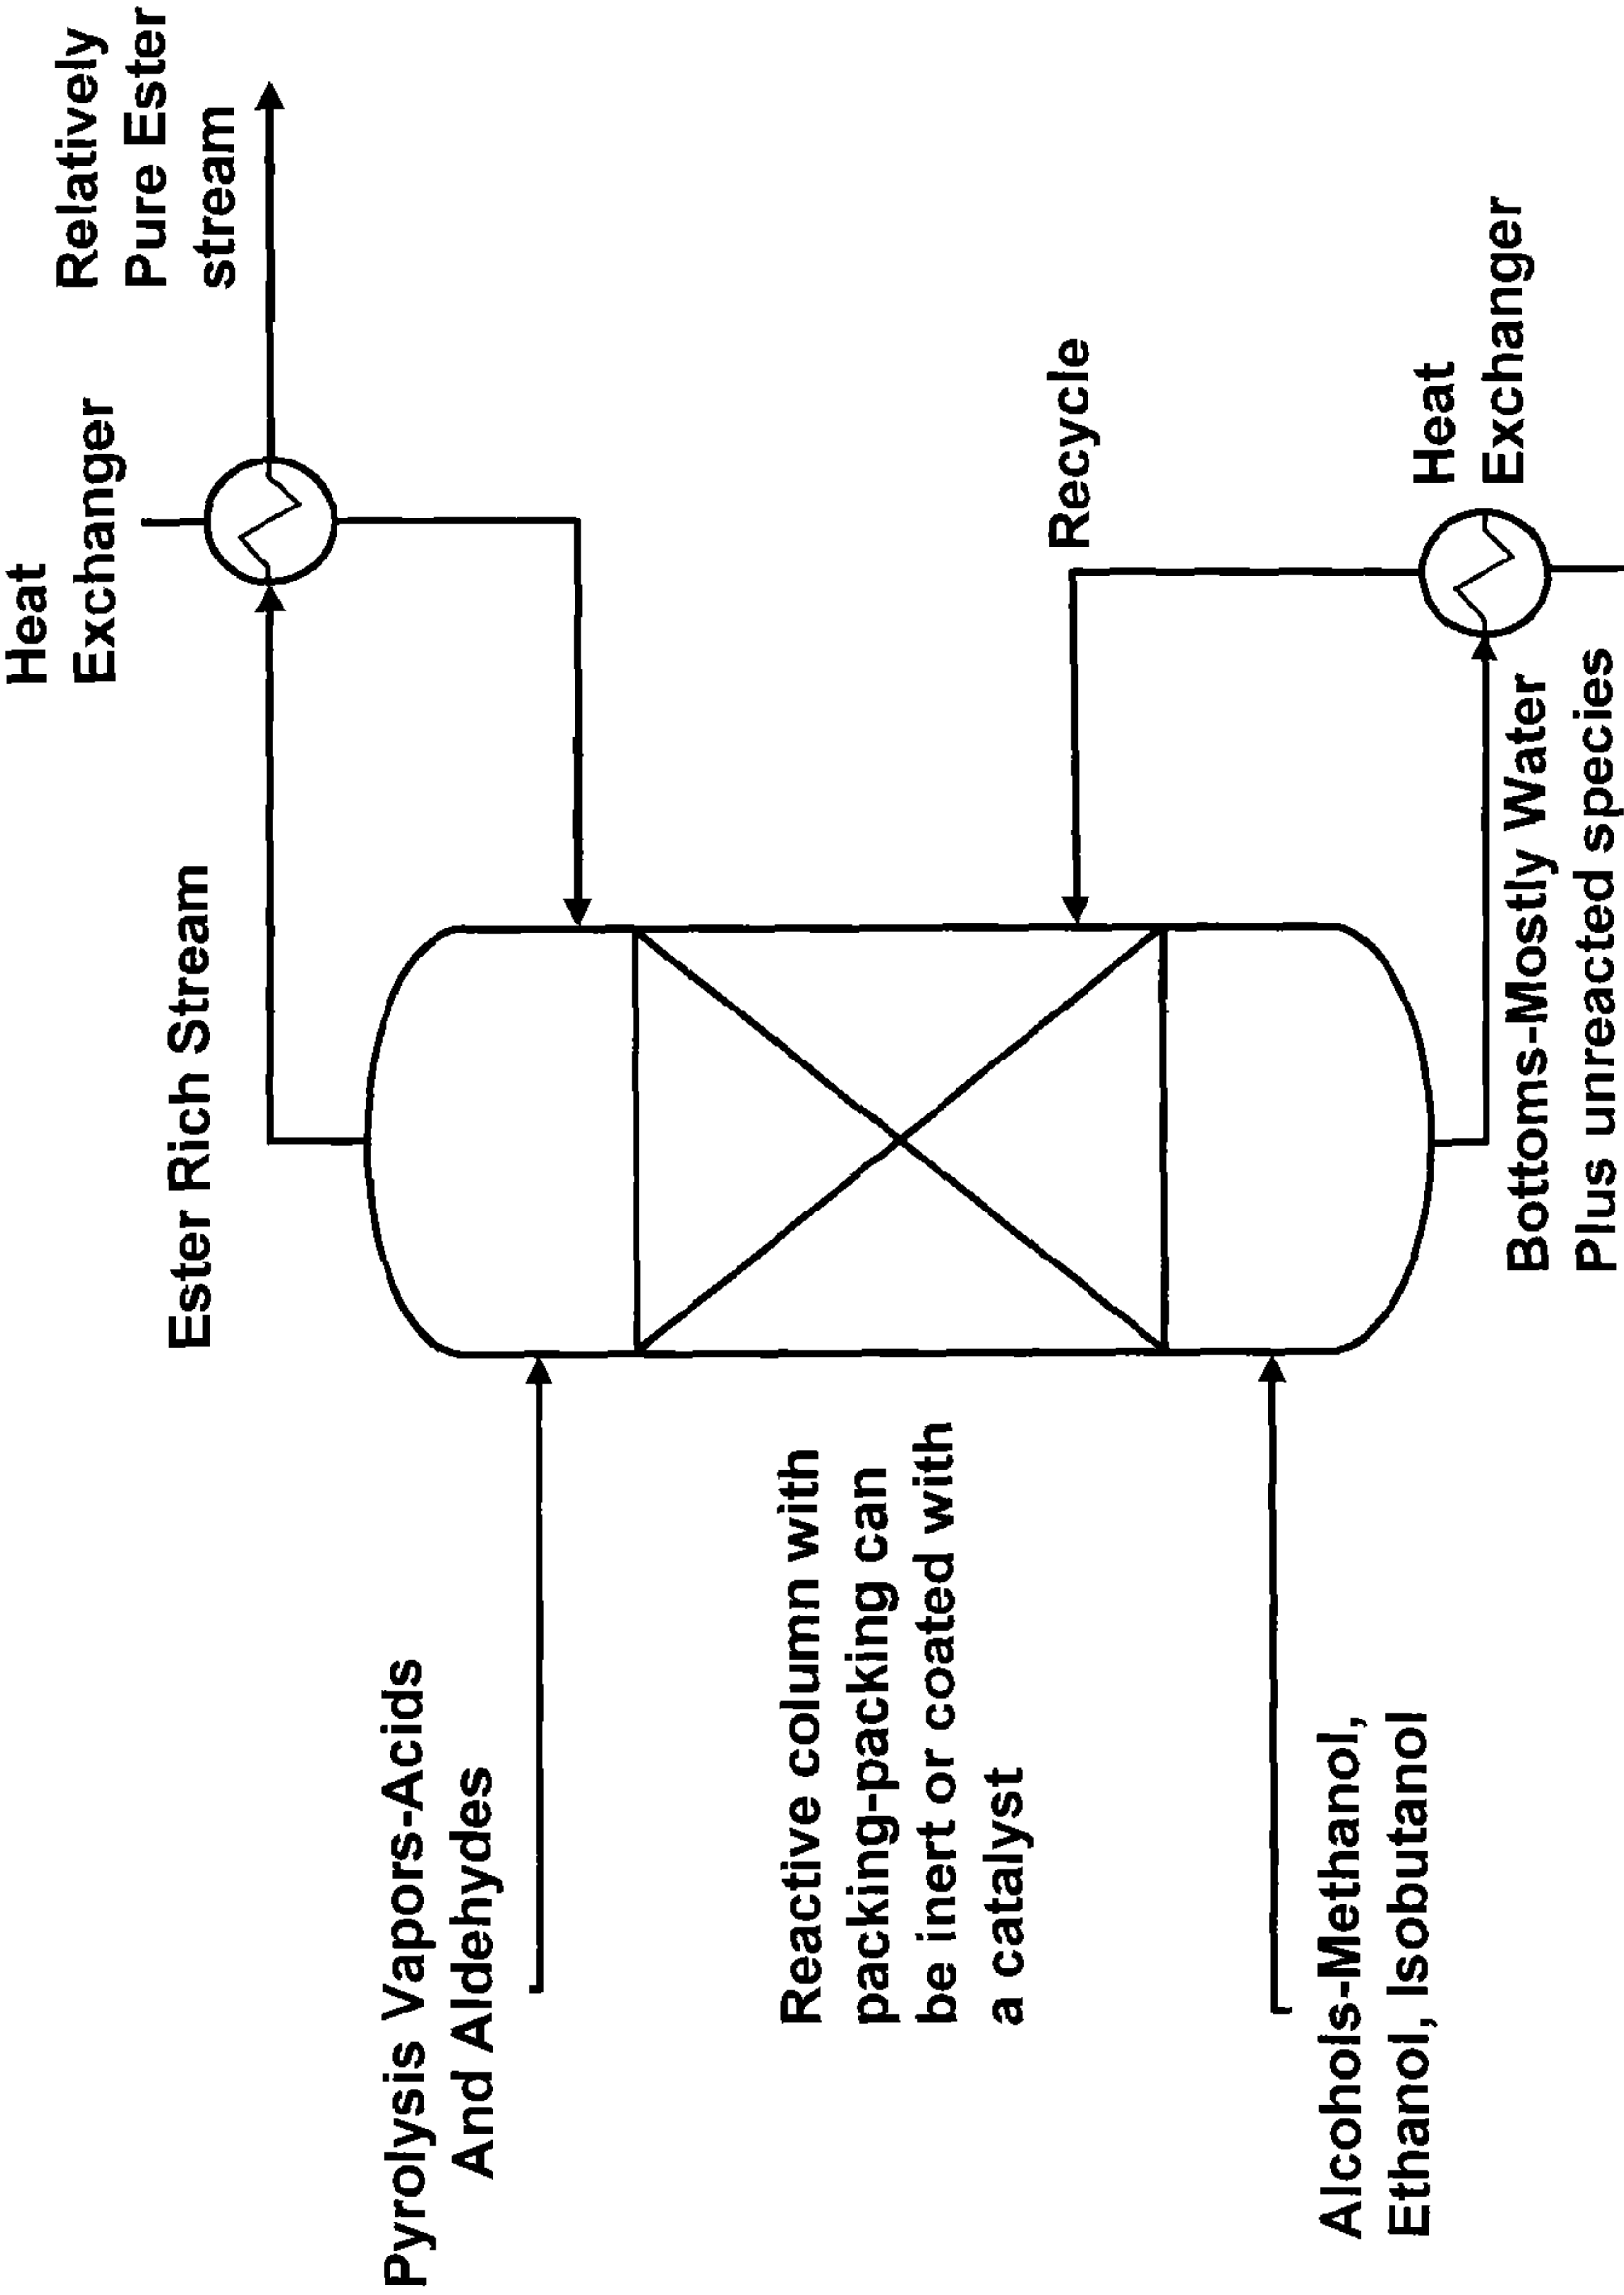 Heat
Exchanger
Relatively
Pure Ester
stream
Ester Rich Stream
Pyrolysis Vapors-Acids
And Aldehydes
Reactive column with
packing-packing can
be inert or coated with
a catalyst
Recycle
Alcohols-Methanol,
Ethanol, Isobutanol
Heat
Exchanger
Bottoms-Mostly Water
Plus unreacted species